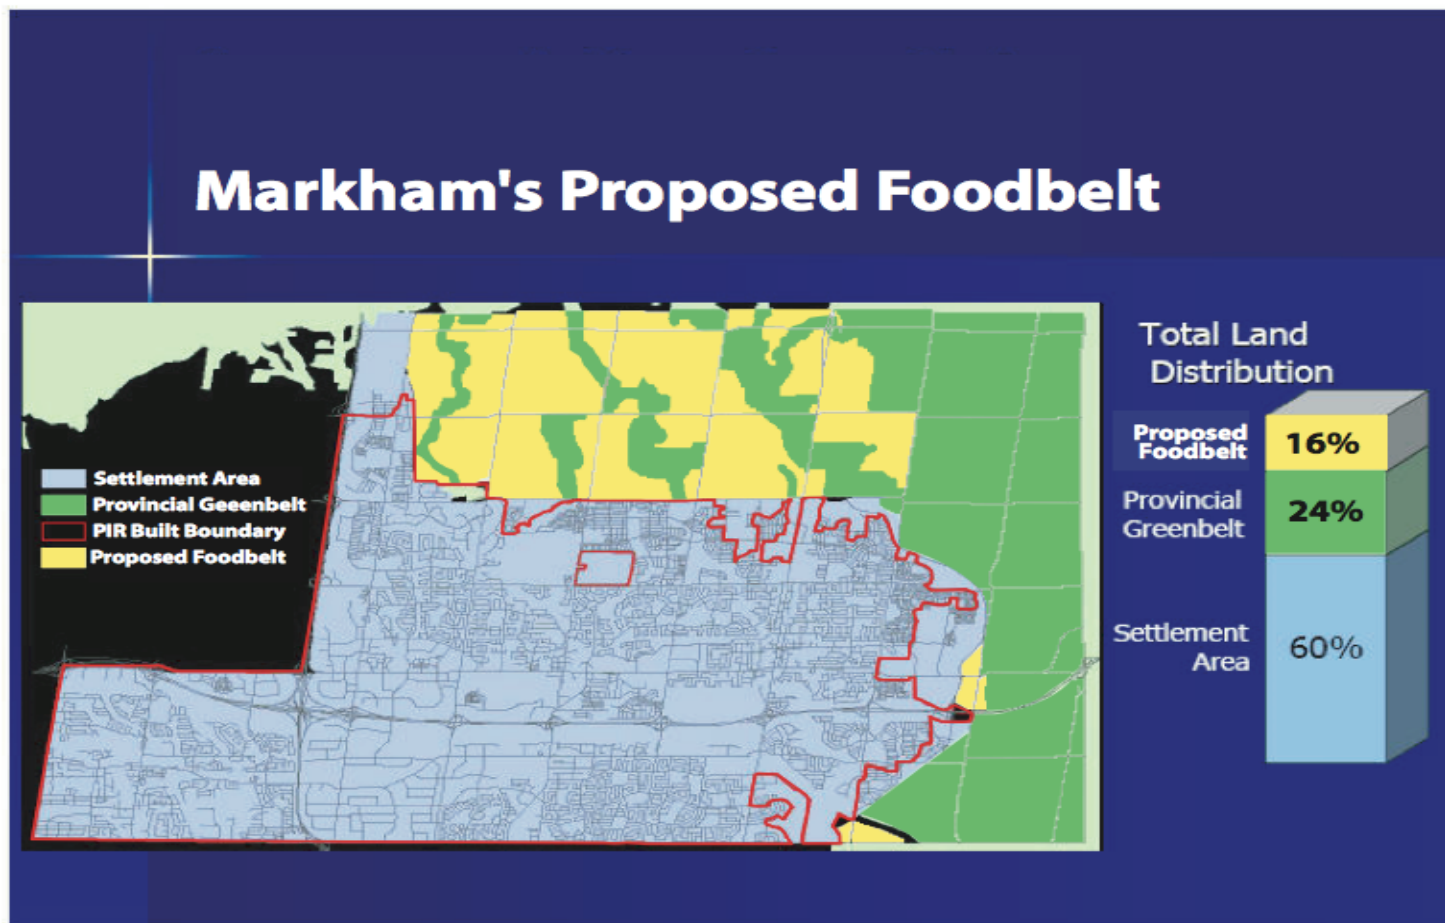 Markham's Proposed Foodbelt
Settlement Area
Provincial Geeenbelt
PIR Built Boundary
Proposed Foodbelt
Total Land
Distribution
Proposed
Foodbelt
16%
Provincial
Greenbelt
24%
Settlement
Area
60%